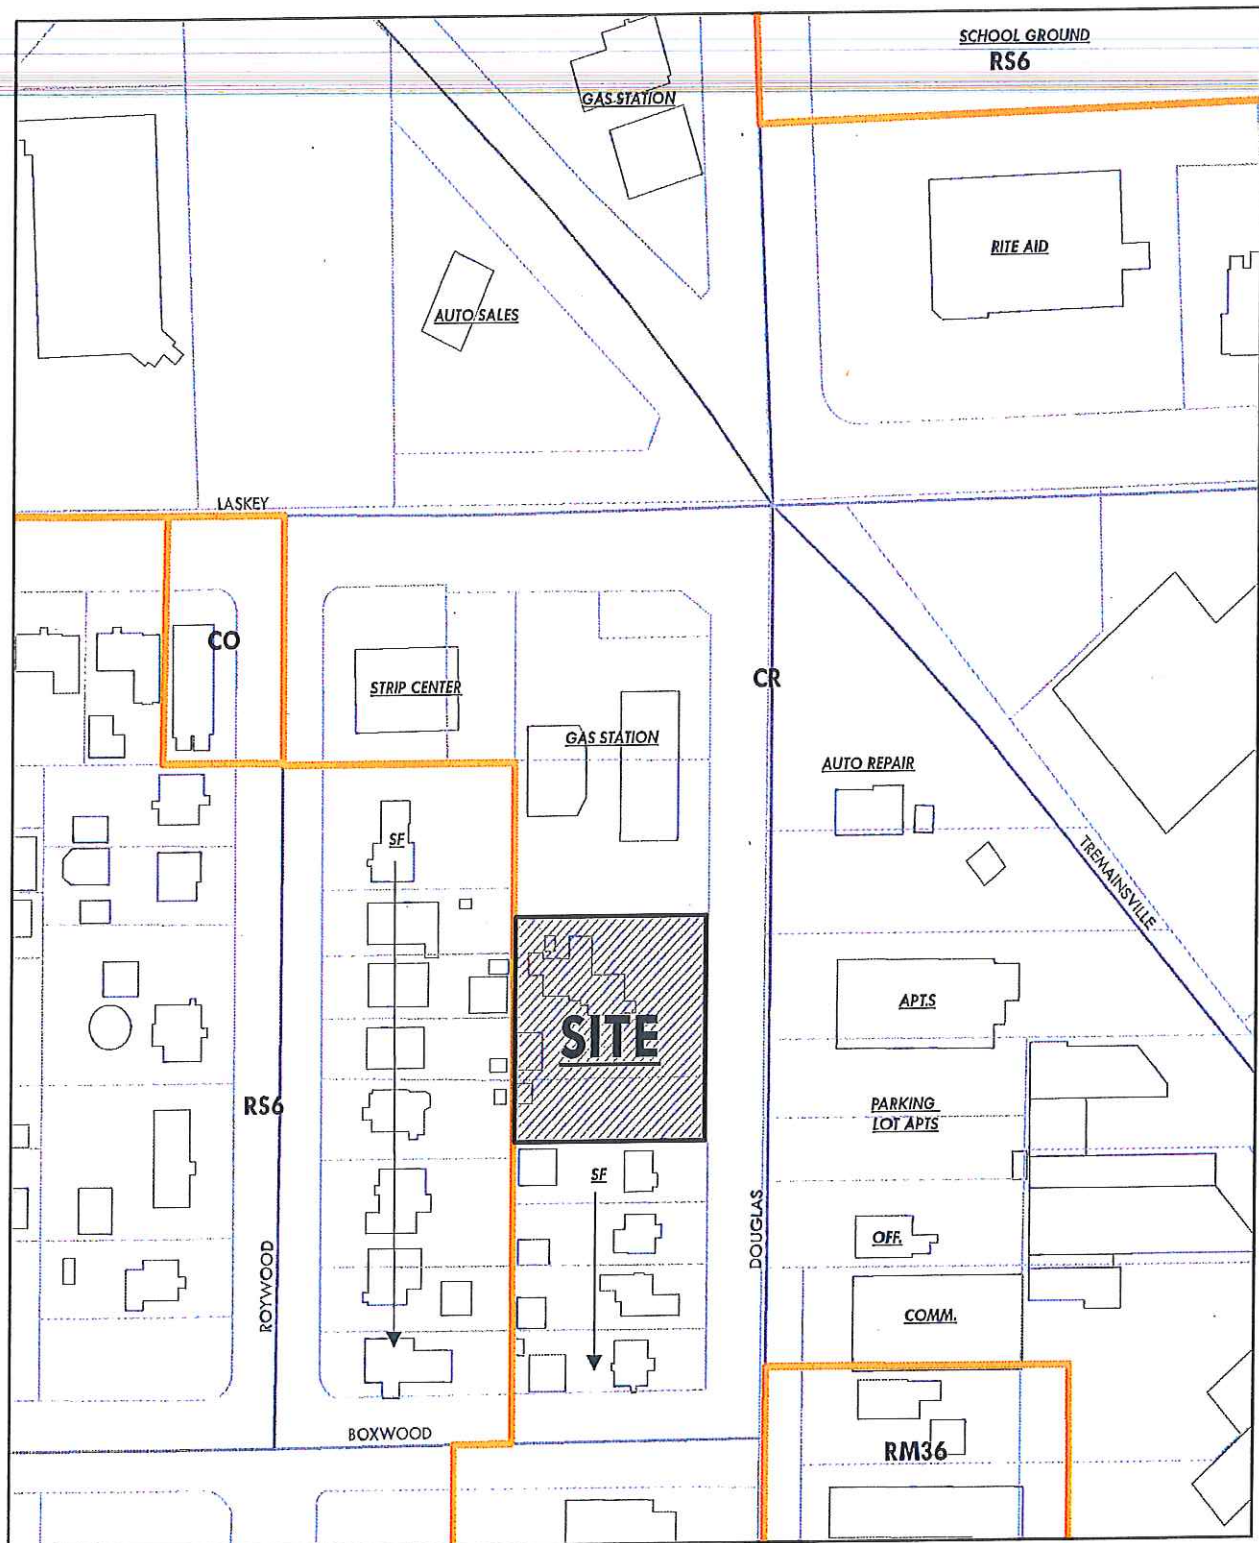 SCHOOL GROUND
RS6
GAS STATION
RITE AID
AUTO SALES
LASKEY
CO
STRIP CENTER
CR
GAS STATION
AUTO REPAIR
SF
TREMAINSVILLE
APT.S
SITE
RS6
PARKING
LOT APTS
SF
DOUGLAS
OFF.
ROYWOOD
COMM.
BOXWOOD
RM36